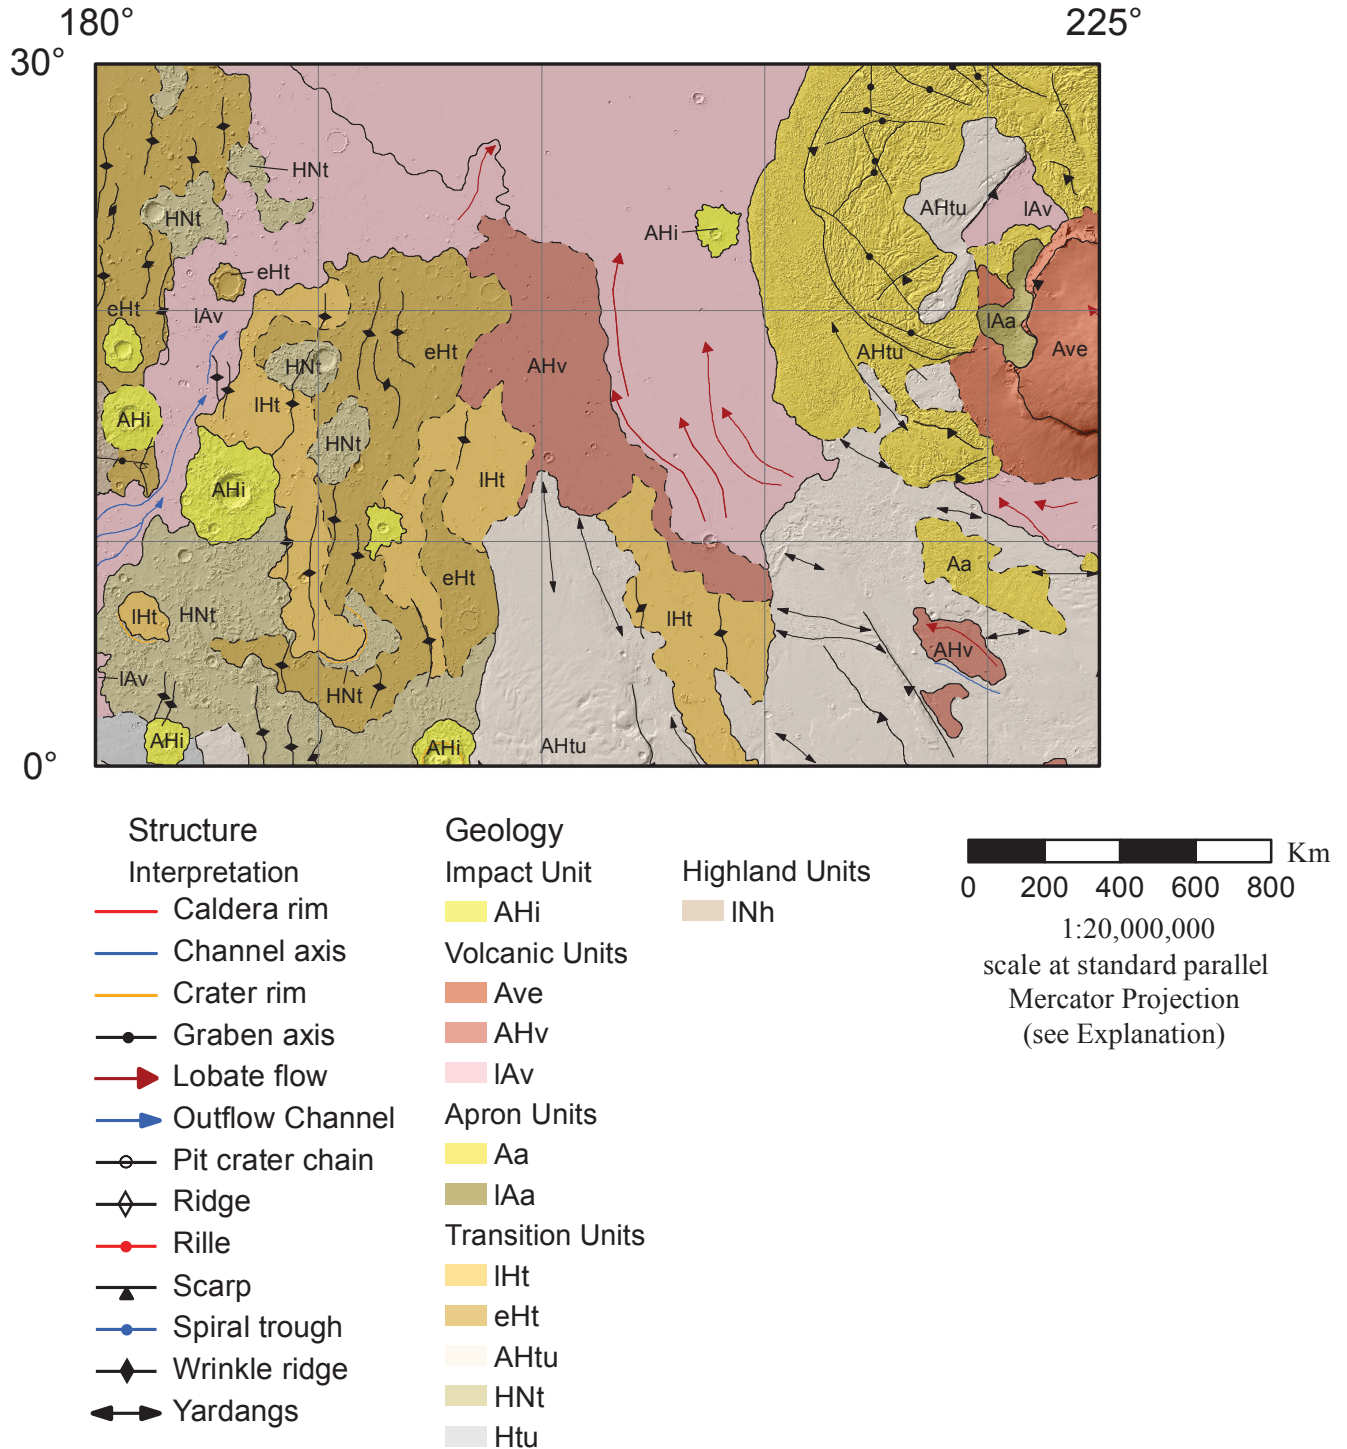 180°
225°
30°
HNt
HNt
AHtu
lAv
AHi
eHt
eHt
lAv
lAa
eHt
AHtu
Ave
HNt
AHv
lHt
AHi
HNt
lHt
AHi
Aa
eHt
lHt
HNt
lHt
AHv
lAv
HNt
AHi
AHi
AHtu
0°
Structure
Interpretation
Caldera rim
Channel axis
Crater rim
Graben axis
Lobate flow
Outflow Channel
Pit crater chain
Ridge
Rille
Scarp
Spiral trough
Wrinkle ridge
Yardangs
Geology
Impact Unit
AHi
Volcanic Units
Ave
AHv
lAv
Apron Units
Aa
lAa
Transition Units
lHt
eHt
AHtu
HNt
Htu
Highland Units
lNh
Km
0 200 400 600 800
1:20,000,000
scale at standard parallel
Mercator Projection
(see Explanation)